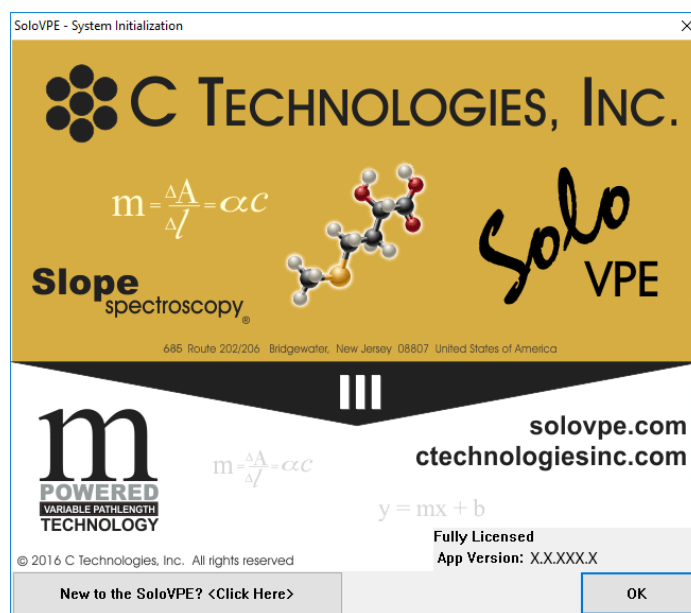 SoloVPE - System Initialization
C TECHNOLOGIES, INC.
m = ΔA/Δl = αc
Solo
VPE
Slope
spectroscopy®
685 Route 202/206 Bridgewater, New Jersey 08807 United States of America
III
m
POWERED
VARIABLE PATHLENGTH
TECHNOLOGY
m = ΔA/Δl = αc
solovpe.com
ctechnologiesinc.com
y = mx + b
Fully Licensed
App Version: X.X.XXX.X
© 2016 C Technologies, Inc. All rights reserved
New to the SoloVPE? <Click Here>
OK